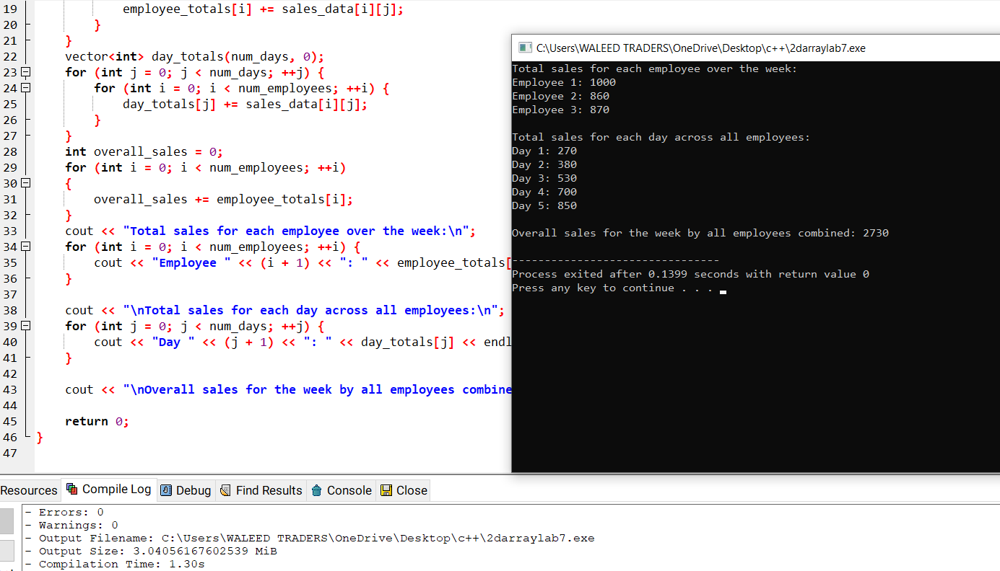 19 employee_totals[i] += sales_data[i][j];
20 }
21 }
22 vector<int> day_totals(num_days, 0);
23 for (int j = 0; j < num_days; ++j) {
24 for (int i = 0; i < num_employees; ++i) {
25 day_totals[j] += sales_data[i][j];
26 }
27 }
28 int overall_sales = 0;
29 for (int i = 0; i < num_employees; ++i)
30 {
31 overall_sales += employee_totals[i];
32 }
33 cout << "Total sales for each employee over the week:\n";
34 for (int i = 0; i < num_employees; ++i) {
35 cout << "Employee " << (i + 1) << ": " << employee_totals[
36 }
37
38 cout << "\nTotal sales for each day across all employees:\n";
39 for (int j = 0; j < num_days; ++j) {
40 cout << "Day " << (j + 1) << ": " << day_totals[j] << endl
41 }
42
43 cout << "\nOverall sales for the week by all employees combine
44
45 return 0;
46 }
47
C:\Users\WALEED TRADERS\OneDrive\Desktop\c++\2darraylab7.exe
Total sales for each employee over the week:
Employee 1: 1000
Employee 2: 860
Employee 3: 870
Total sales for each day across all employees:
Day 1: 270
Day 2: 380
Day 3: 530
Day 4: 700
Day 5: 850
Overall sales for the week by all employees combined: 2730
--------------------------------
Process exited after 0.1399 seconds with return value 0
Press any key to continue . . .
Resources Compile Log Debug Find Results Console Close
- Errors: 0
- Warnings: 0
- Output Filename: C:\Users\WALEED TRADERS\OneDrive\Desktop\c++\2darraylab7.exe
- Output Size: 3.04056167602539 MiB
- Compilation Time: 1.30s